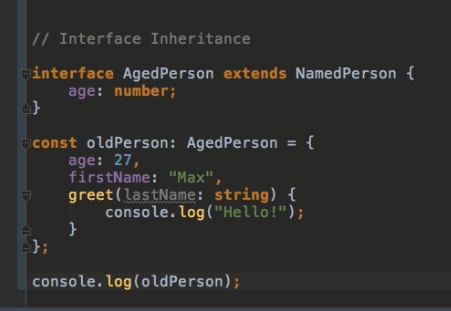 // Interface Inheritance
interface AgedPerson extends NamedPerson {
    age: number;
}
const oldPerson: AgedPerson = {
    age: 27,
    firstName: "Max",
    greet(lastName: string) {
        console.log("Hello!");
    }
};
console.log(oldPerson);